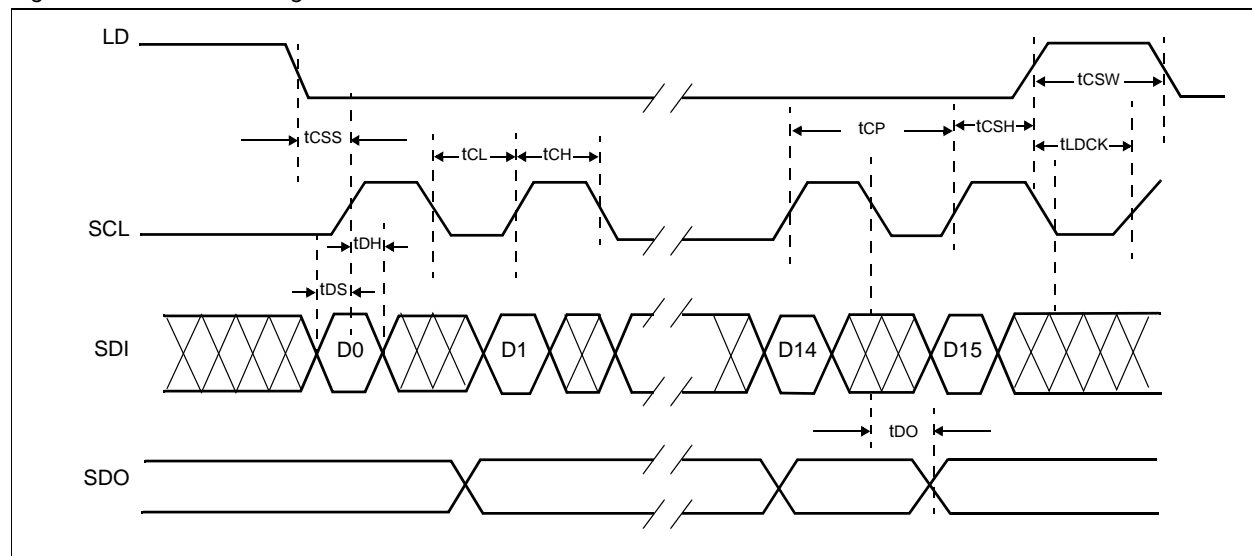 LD
tCSW
tCSS
tCP
tCSH
tCL
tCH
tLDCK
SCL
tDH
tDS
SDI
D0
D1
D14
D15
tDO
SDO